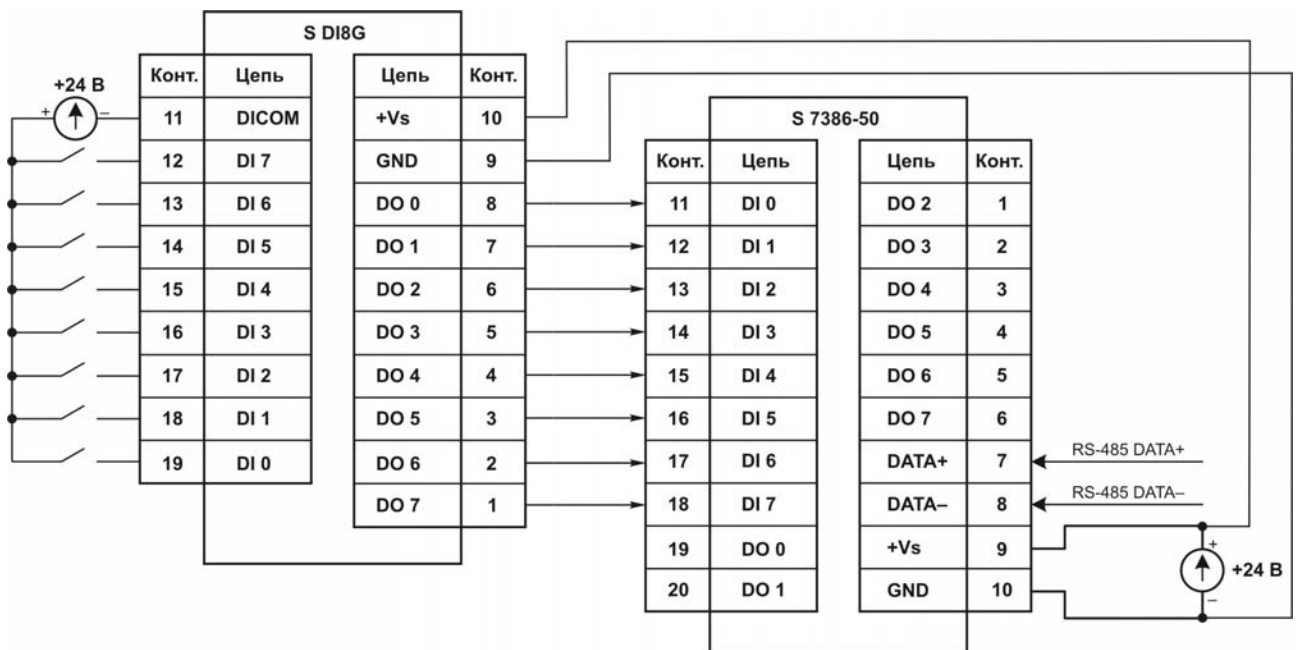 S DI8G
Конт. Цепь Цепь Конт.
+24 В
+ –
11 DICOM +Vs 10
12 DI 7 GND 9
13 DI 6 DO 0 8
14 DI 5 DO 1 7
15 DI 4 DO 2 6
16 DI 3 DO 3 5
17 DI 2 DO 4 4
18 DI 1 DO 5 3
19 DI 0 DO 6 2
DO 7 1
S 7386-50
Конт. Цепь Цепь Конт.
11 DI 0 DO 2 1
12 DI 1 DO 3 2
13 DI 2 DO 4 3
14 DI 3 DO 5 4
15 DI 4 DO 6 5
16 DI 5 DO 7 6
17 DI 6 DATA+ 7 RS-485 DATA+
18 DI 7 DATA– 8 RS-485 DATA–
19 DO 0 +Vs 9
20 DO 1 GND 10
+
+24 В
–